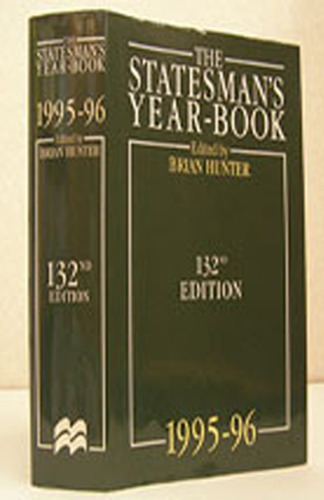 THE
STATESMAN'S
YEAR-BOOK
1995-96
Edited by
BRIAN HUNTER
132ND
EDITION
THE
STATESMAN'S
YEAR-BOOK
Edited by
BRIAN HUNTER
132ND
EDITION
1995-96